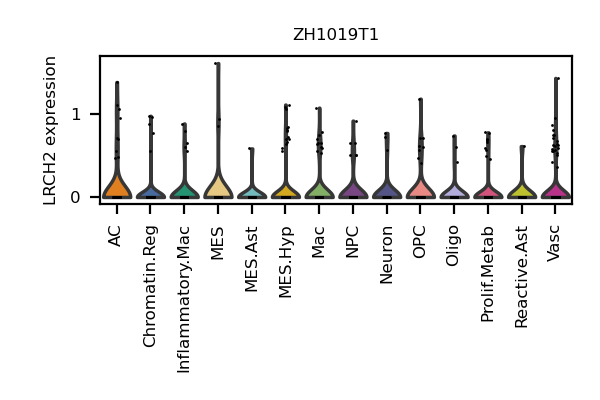 ZH1019T1
LRCH2 expression
1
0
AC
Chromatin.Reg
Inflammatory.Mac
MES
MES.Ast
MES.Hyp
Mac
NPC
Neuron
OPC
Oligo
Prolif.Metab
Reactive.Ast
Vasc